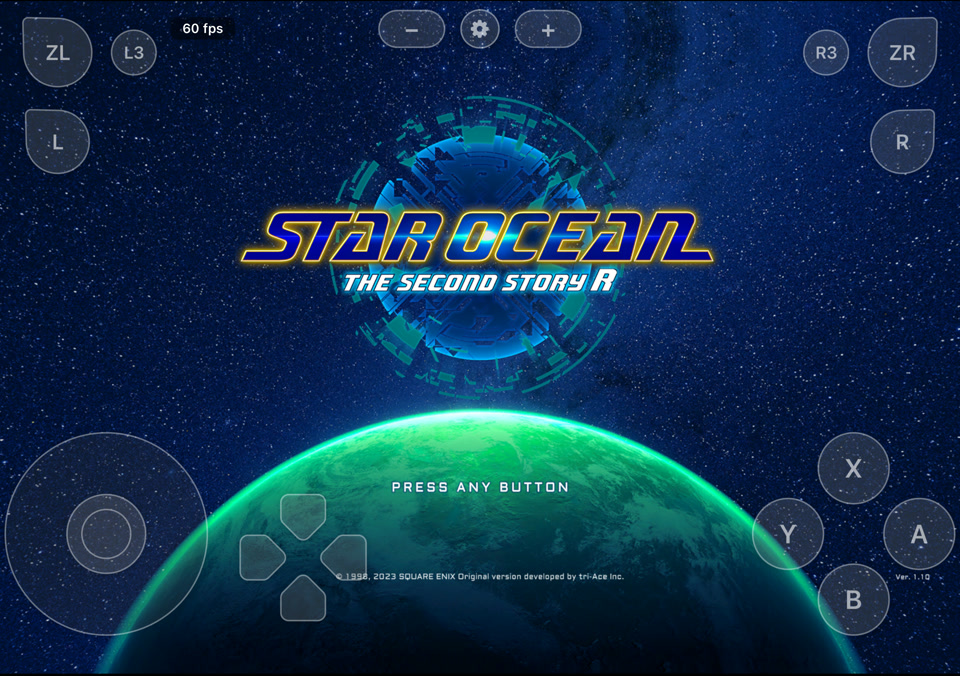 60 fps
−
+
ZL
L3
R3
ZR
L
R
STAR OCEAN
THE SECOND STORY R
X
PRESS ANY BUTTON
Y
A
© 1998, 2023 SQUARE ENIX Original version developed by tri-Ace Inc.
Ver. 1.10
B